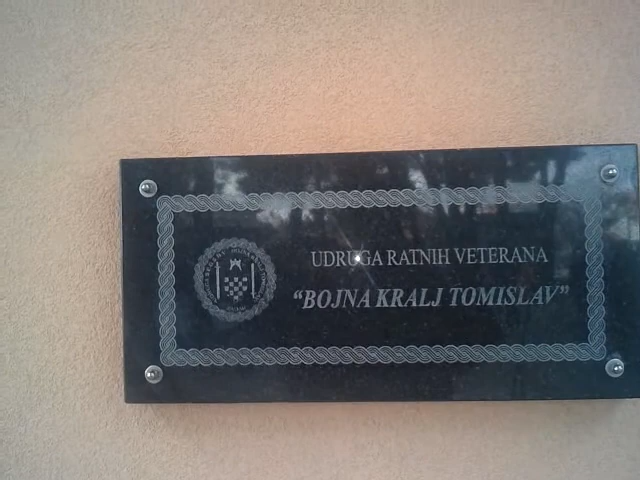 UDRUGA RATNIH VETERANA
“BOJNA KRALJ TOMISLAV”